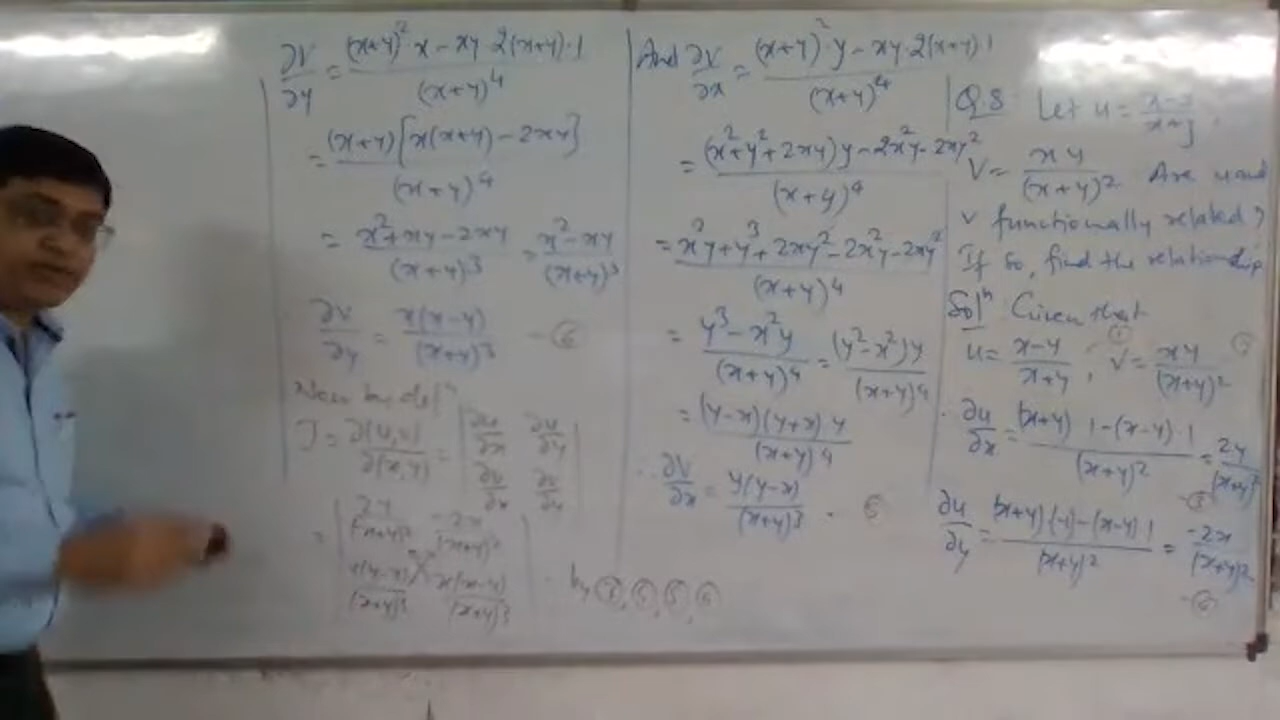 ∂V/∂y = ((x+y)² x − xy·2(x+y)·1)/(x+y)⁴
= (x+y)[x(x+y) − 2xy]/(x+y)⁴
= (x²+xy−2xy)/(x+y)³ = (x²−xy)/(x+y)³
∂V/∂y = x(x−y)/(x+y)³ —⑥
Now by defⁿ
J = ∂(u,v)/∂(x,y) = | ∂u/∂x ∂u/∂y |
| ∂v/∂x ∂v/∂y |
= | 2y/(x+y)² −2x/(x+y)² |
| y(y−x)/(x+y)³ x(x−y)/(x+y)³ | by ③,④,⑤,⑥
And ∂V/∂x = ((x+y)² y − xy·2(x+y)·1)/(x+y)⁴
= ((x²+y²+2xy)y − 2x²y − 2xy²)/(x+y)⁴
= (x²y+y³+2xy²−2x²y−2xy²)/(x+y)⁴
= (y³−x²y)/(x+y)⁴ = (y²−x²)y/(x+y)⁴
= (y−x)(y+x)y/(x+y)⁴
∴ ∂V/∂x = y(y−x)/(x+y)³ . ⑤
Q.8 Let u = (x−y)/(x+y),
V = xy/(x+y)². Are u and
v functionally related?
If so, find the relationship
Solⁿ Given that
u = (x−y)/(x+y) —①, V = xy/(x+y)² ②
∴ ∂u/∂x = ((x+y)·1−(x−y)·1)/(x+y)² = 2y/(x+y)²
—③
∂u/∂y = ((x+y)(−1)−(x−y)·1)/(x+y)² = −2x/(x+y)²
—④